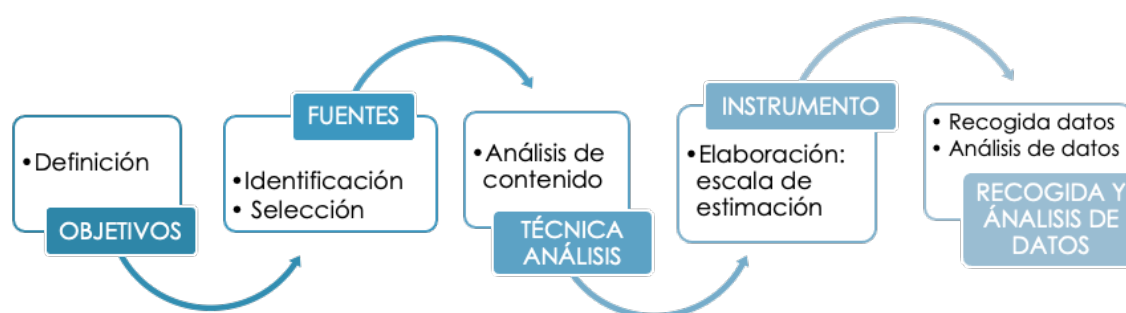 •Definición
OBJETIVOS
FUENTES
•Identificación
• Selección
•Análisis de
contenido
TÉCNICA
ANÁLISIS
INSTRUMENTO
•Elaboración:
escala de
estimación
• Recogida datos
• Análisis de datos
RECOGIDA Y
ÁNALISIS DE
DATOS